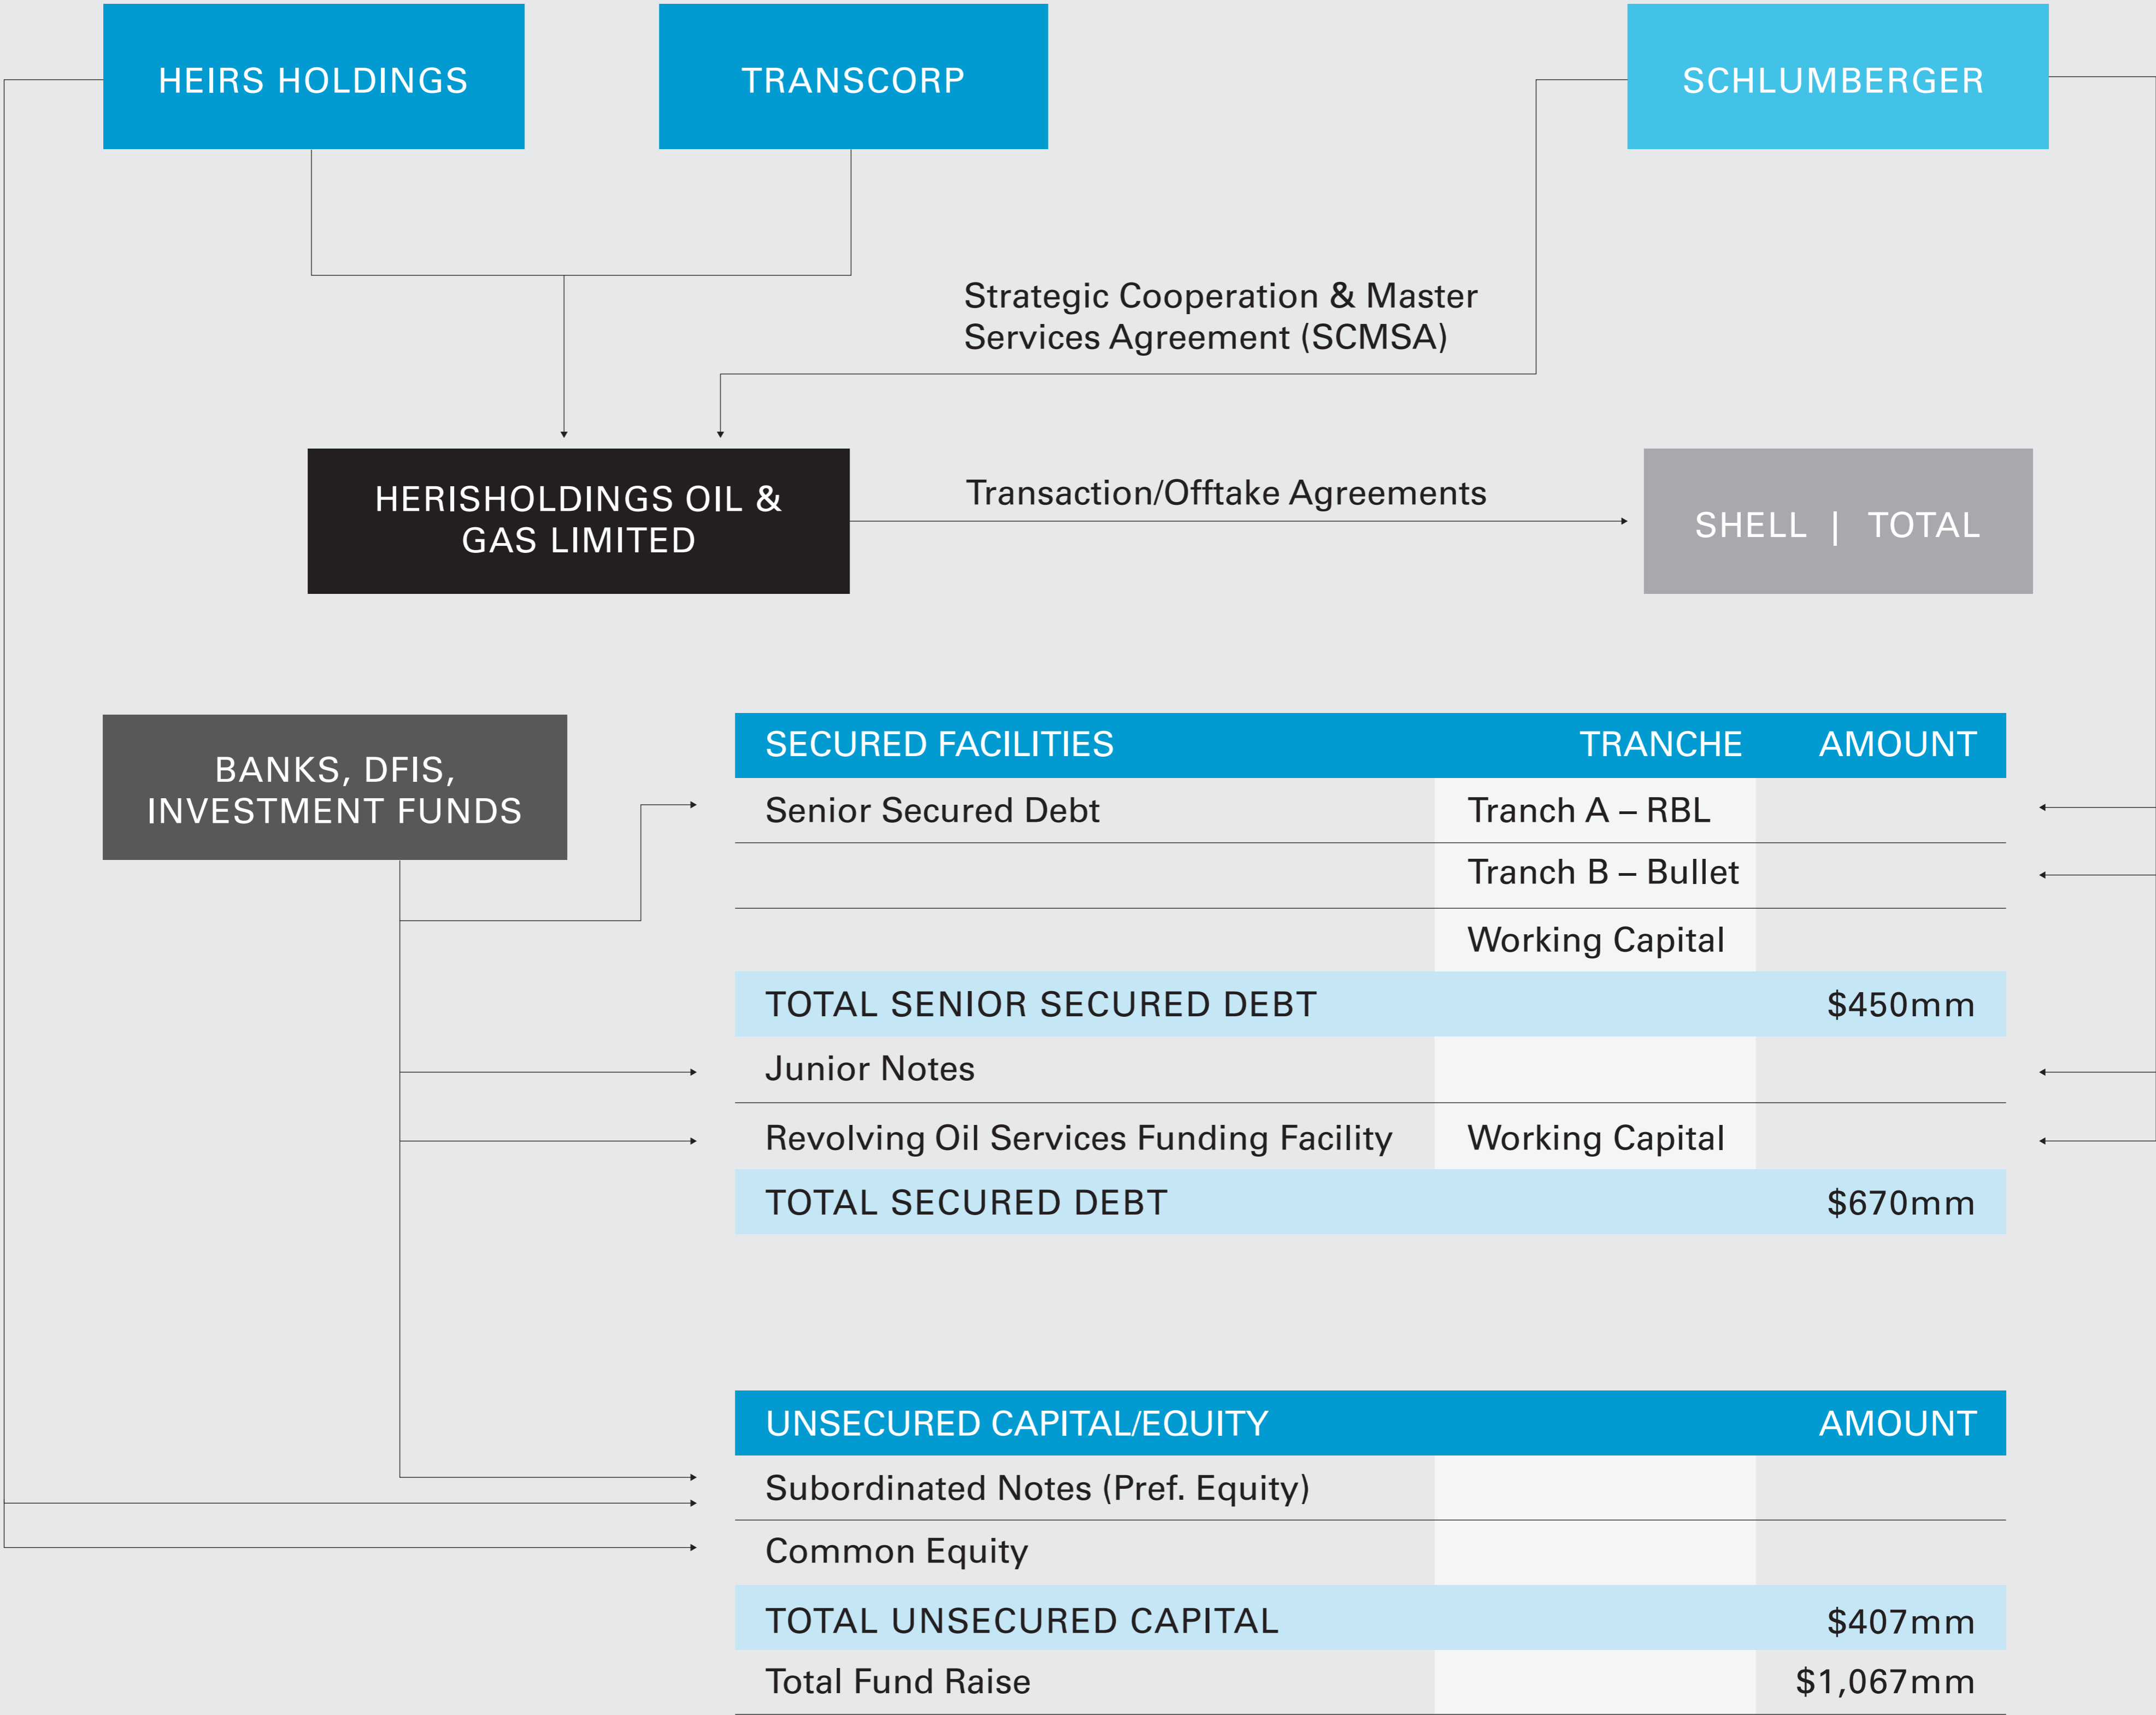 HEIRS HOLDINGS
TRANSCORP
SCHLUMBERGER
Strategic Cooperation & Master
Services Agreement (SCMSA)
HERISHOLDINGS OIL &
GAS LIMITED
Transaction/Offtake Agreements
SHELL | TOTAL
BANKS, DFIS,
INVESTMENT FUNDS
SECURED FACILITIES TRANCHE AMOUNT
Senior Secured Debt Tranch A – RBL
Tranch B – Bullet
Working Capital
TOTAL SENIOR SECURED DEBT $450mm
Junior Notes
Revolving Oil Services Funding Facility Working Capital
TOTAL SECURED DEBT $670mm
UNSECURED CAPITAL/EQUITY AMOUNT
Subordinated Notes (Pref. Equity)
Common Equity
TOTAL UNSECURED CAPITAL $407mm
Total Fund Raise $1,067mm